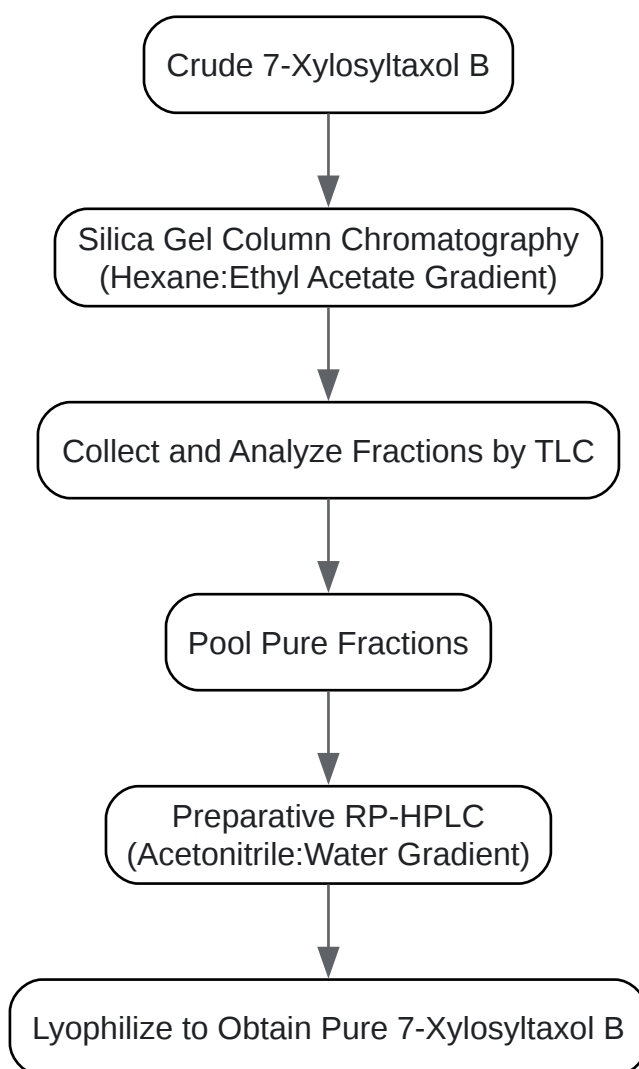 Crude 7-Xylosyltaxol B
Silica Gel Column Chromatography
(Hexane:Ethyl Acetate Gradient)
Collect and Analyze Fractions by TLC
Pool Pure Fractions
Preparative RP-HPLC
(Acetonitrile:Water Gradient)
Lyophilize to Obtain Pure 7-Xylosyltaxol B